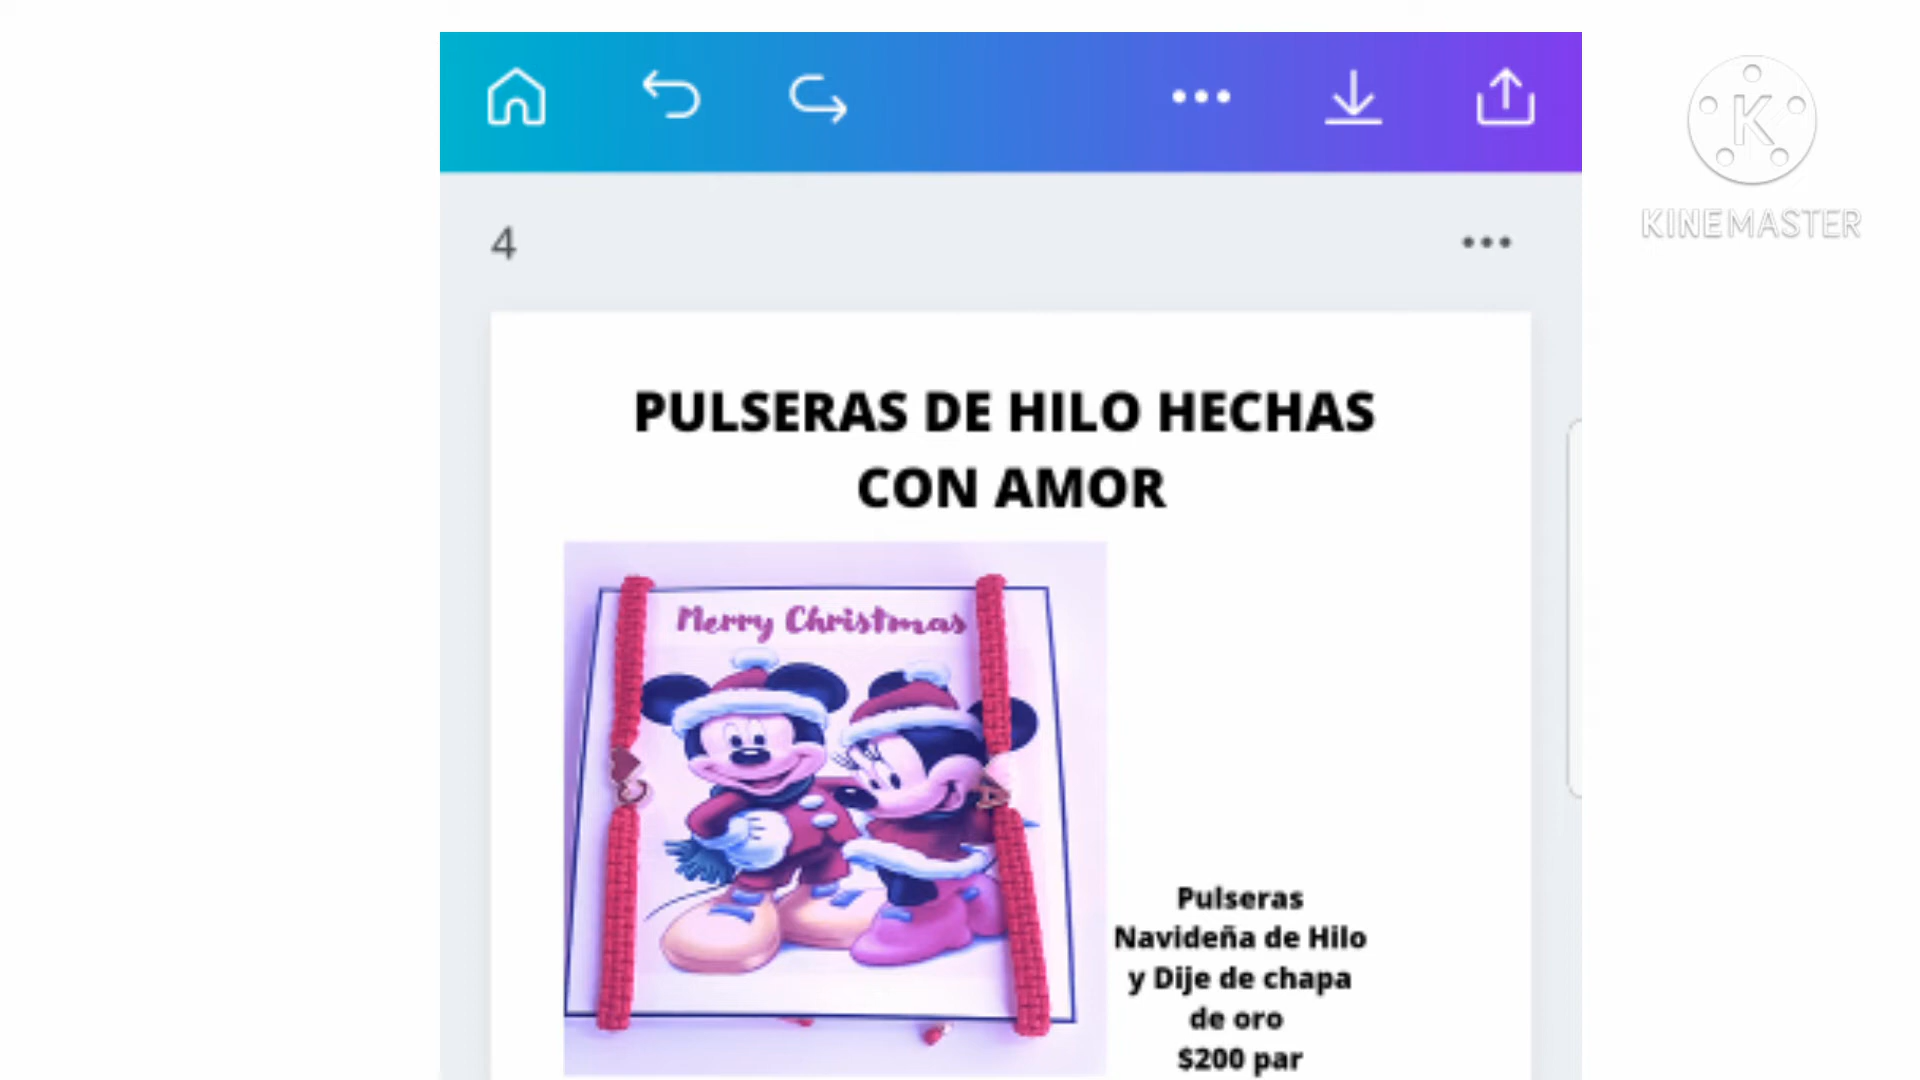 K
KINEMASTER
4
PULSERAS DE HILO HECHAS
CON AMOR
Merry Christmas
Pulseras
Navideña de Hilo
y Dije de chapa
de oro
$200 par